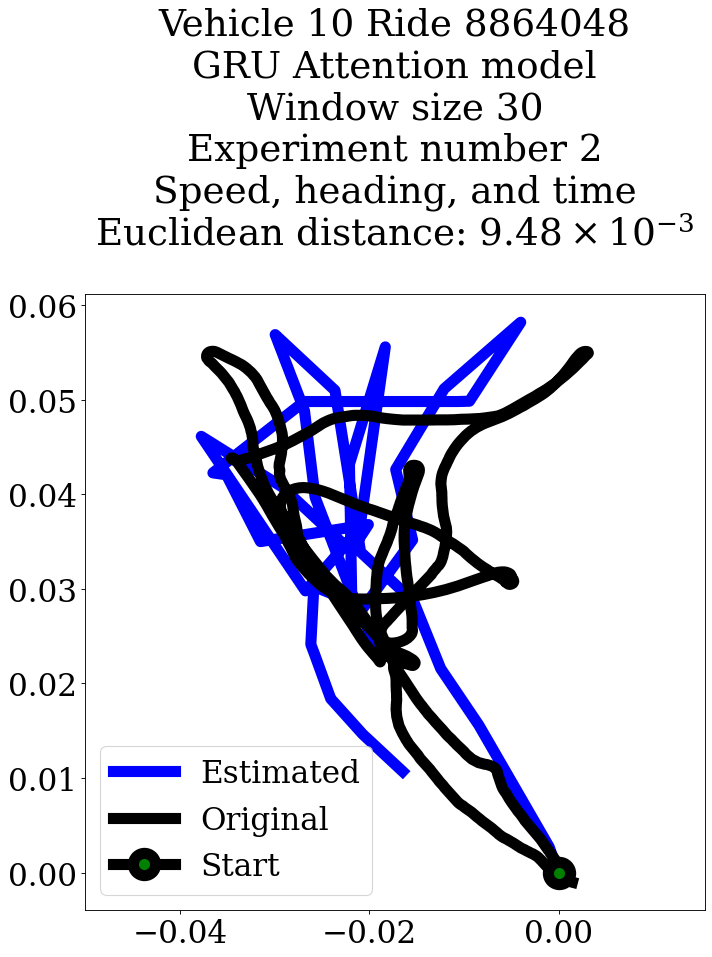 Vehicle 10 Ride 8864048
GRU Attention model
Window size 30
Experiment number 2
Speed, heading, and time
Euclidean distance: 9.48 × 10⁻³
0.06
0.05
0.04
0.03
0.02
0.01
0.00
Estimated
Original
Start
−0.04 −0.02 0.00